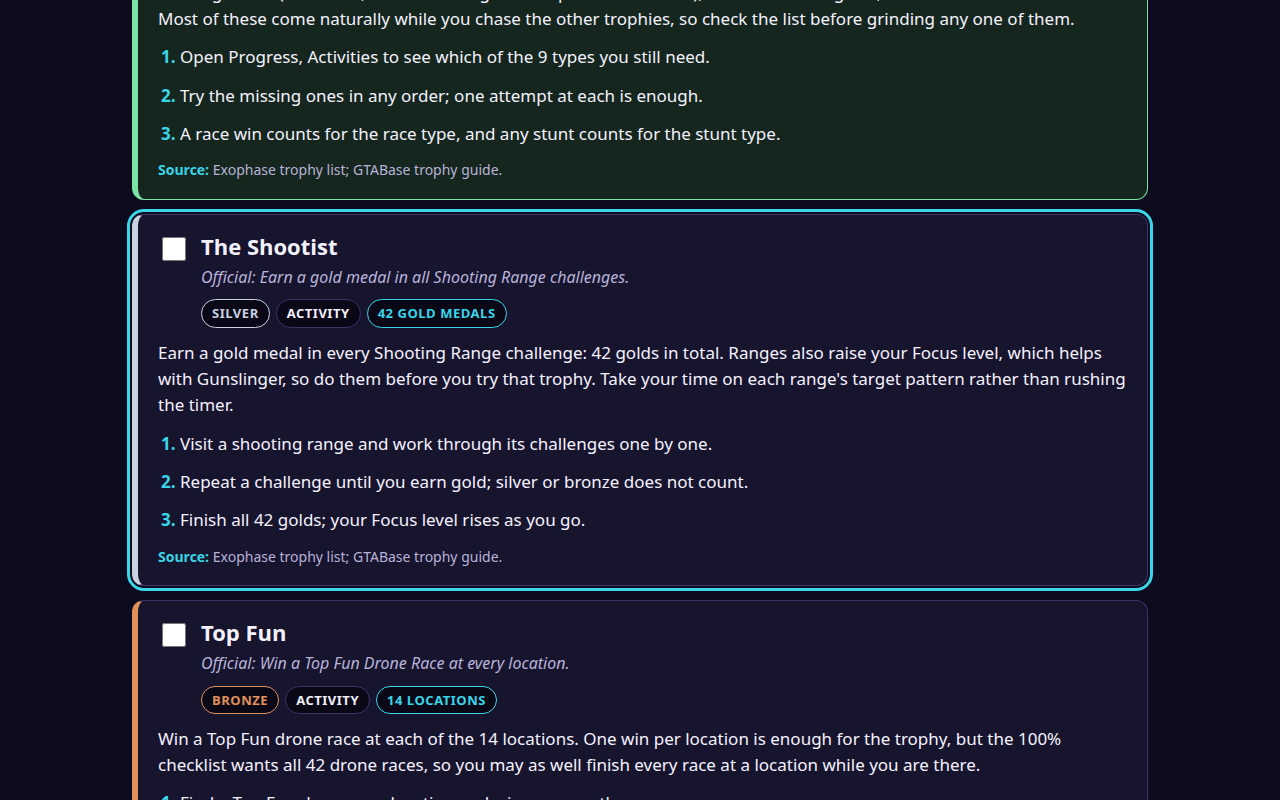 Most of these come naturally while you chase the other trophies, so check the list before grinding any one of them.
1. Open Progress, Activities to see which of the 9 types you still need.
2. Try the missing ones in any order; one attempt at each is enough.
3. A race win counts for the race type, and any stunt counts for the stunt type.
Source: Exophase trophy list; GTABase trophy guide.
The Shootist
Official: Earn a gold medal in all Shooting Range challenges.
SILVER ACTIVITY 42 GOLD MEDALS
Earn a gold medal in every Shooting Range challenge: 42 golds in total. Ranges also raise your Focus level, which helps
with Gunslinger, so do them before you try that trophy. Take your time on each range's target pattern rather than rushing
the timer.
1. Visit a shooting range and work through its challenges one by one.
2. Repeat a challenge until you earn gold; silver or bronze does not count.
3. Finish all 42 golds; your Focus level rises as you go.
Source: Exophase trophy list; GTABase trophy guide.
Top Fun
Official: Win a Top Fun Drone Race at every location.
BRONZE ACTIVITY 14 LOCATIONS
Win a Top Fun drone race at each of the 14 locations. One win per location is enough for the trophy, but the 100%
checklist wants all 42 drone races, so you may as well finish every race at a location while you are there.